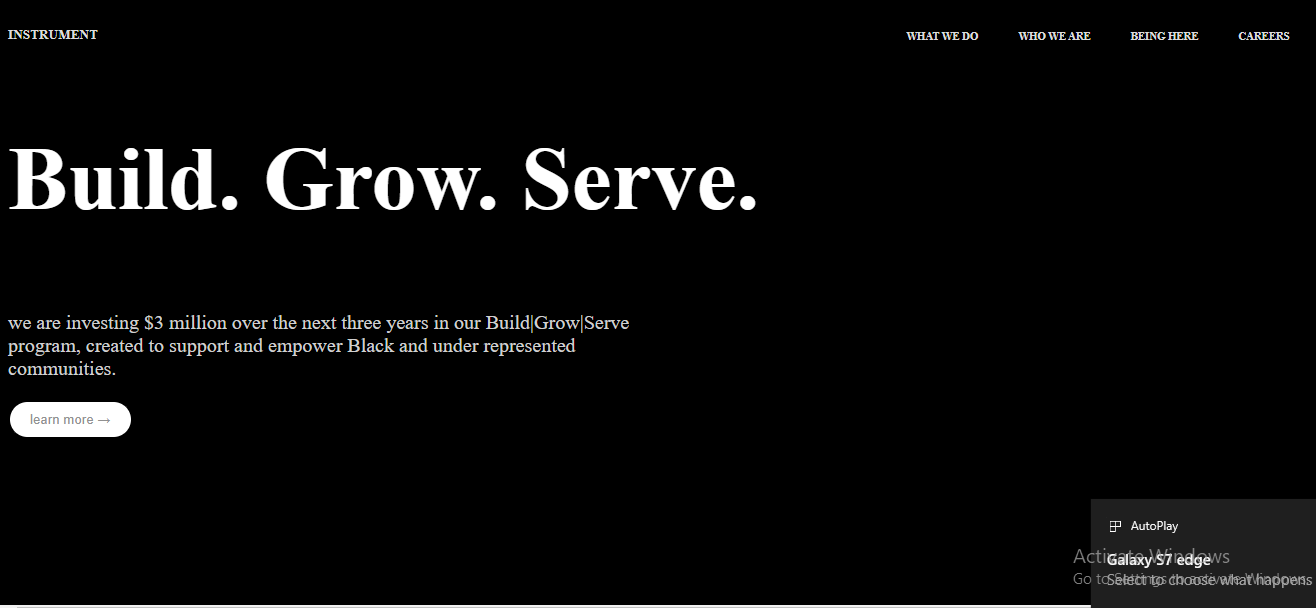 INSTRUMENT
WHAT WE DO
WHO WE ARE
BEING HERE
CAREERS
Build. Grow. Serve.
we are investing $3 million over the next three years in our Build|Grow|Serve
program, created to support and empower Black and under represented
communities.
learn more →
AutoPlay
Activate Windows
Galaxy S7 edge
Go to Settings to activate Windows.
Select to choose what happens